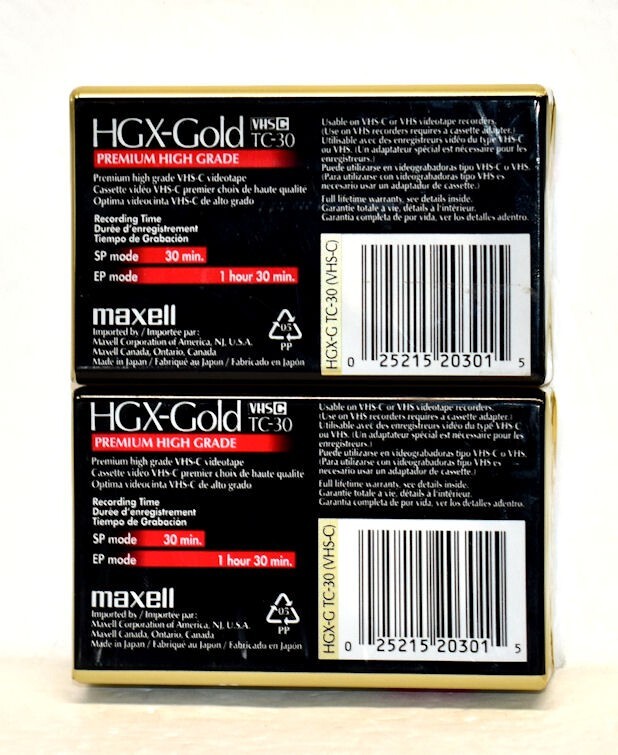 HGX-Gold VHS C TC-30
PREMIUM HIGH GRADE
Premium high grade VHS-C videotape
Cassette vidéo VHS-C premier choix de haute qualité
Optima videocinta VHS-C de alto grado
Recording Time
Durée d'enregistrement
Tiempo de Grabación
SP mode 30 min.
EP mode 1 hour 30 min.
maxell
Imported by / Importée par:
Maxell Corporation of America, NJ, U.S.A.
Maxell Canada, Ontario, Canada
Made in Japan / Fabriqué au Japon / Fabricado en Japón
05
PP
Usable on VHS-C or VHS videotape recorders.
(Use on VHS recorders requires a cassette adapter.)
Utilisable avec des enregistreurs vidéo du type VHS-C
ou VHS. (Un adaptateur spécial est nécessaire pour les
enregistreurs.)
Puede utilizarse en videograbadoras tipo VHS-C o VHS.
(Para utilizarse con videograbadoras tipo VHS es
necesario usar un adaptador de cassette.)
Full lifetime warranty, see details inside.
Garantie totale à vie, détails à l'intérieur.
Garantía completa de por vida, ver los detalles adentro.
HGX-G TC-30 (VHS-C)
0 25215 20301 5
HGX-Gold VHS C TC-30
PREMIUM HIGH GRADE
Premium high grade VHS-C videotape
Cassette vidéo VHS-C premier choix de haute qualité
Optima videocinta VHS-C de alto grado
Recording Time
Durée d'enregistrement
Tiempo de Grabación
SP mode 30 min.
EP mode 1 hour 30 min.
maxell
Imported by / Importée par:
Maxell Corporation of America, NJ, U.S.A.
Maxell Canada, Ontario, Canada
Made in Japan / Fabriqué au Japon / Fabricado en Japón
05
PP
Usable on VHS-C or VHS videotape recorders.
(Use on VHS recorders requires a cassette adapter.)
Utilisable avec des enregistreurs vidéo du type VHS-C
ou VHS. (Un adaptateur spécial est nécessaire pour les
enregistreurs.)
Puede utilizarse en videograbadoras tipo VHS-C o VHS.
(Para utilizarse con videograbadoras tipo VHS es
necesario usar un adaptador de cassette.)
Full lifetime warranty, see details inside.
Garantie totale à vie, détails à l'intérieur.
Garantía completa de por vida, ver los detalles adentro.
HGX-G TC-30 (VHS-C)
0 25215 20301 5